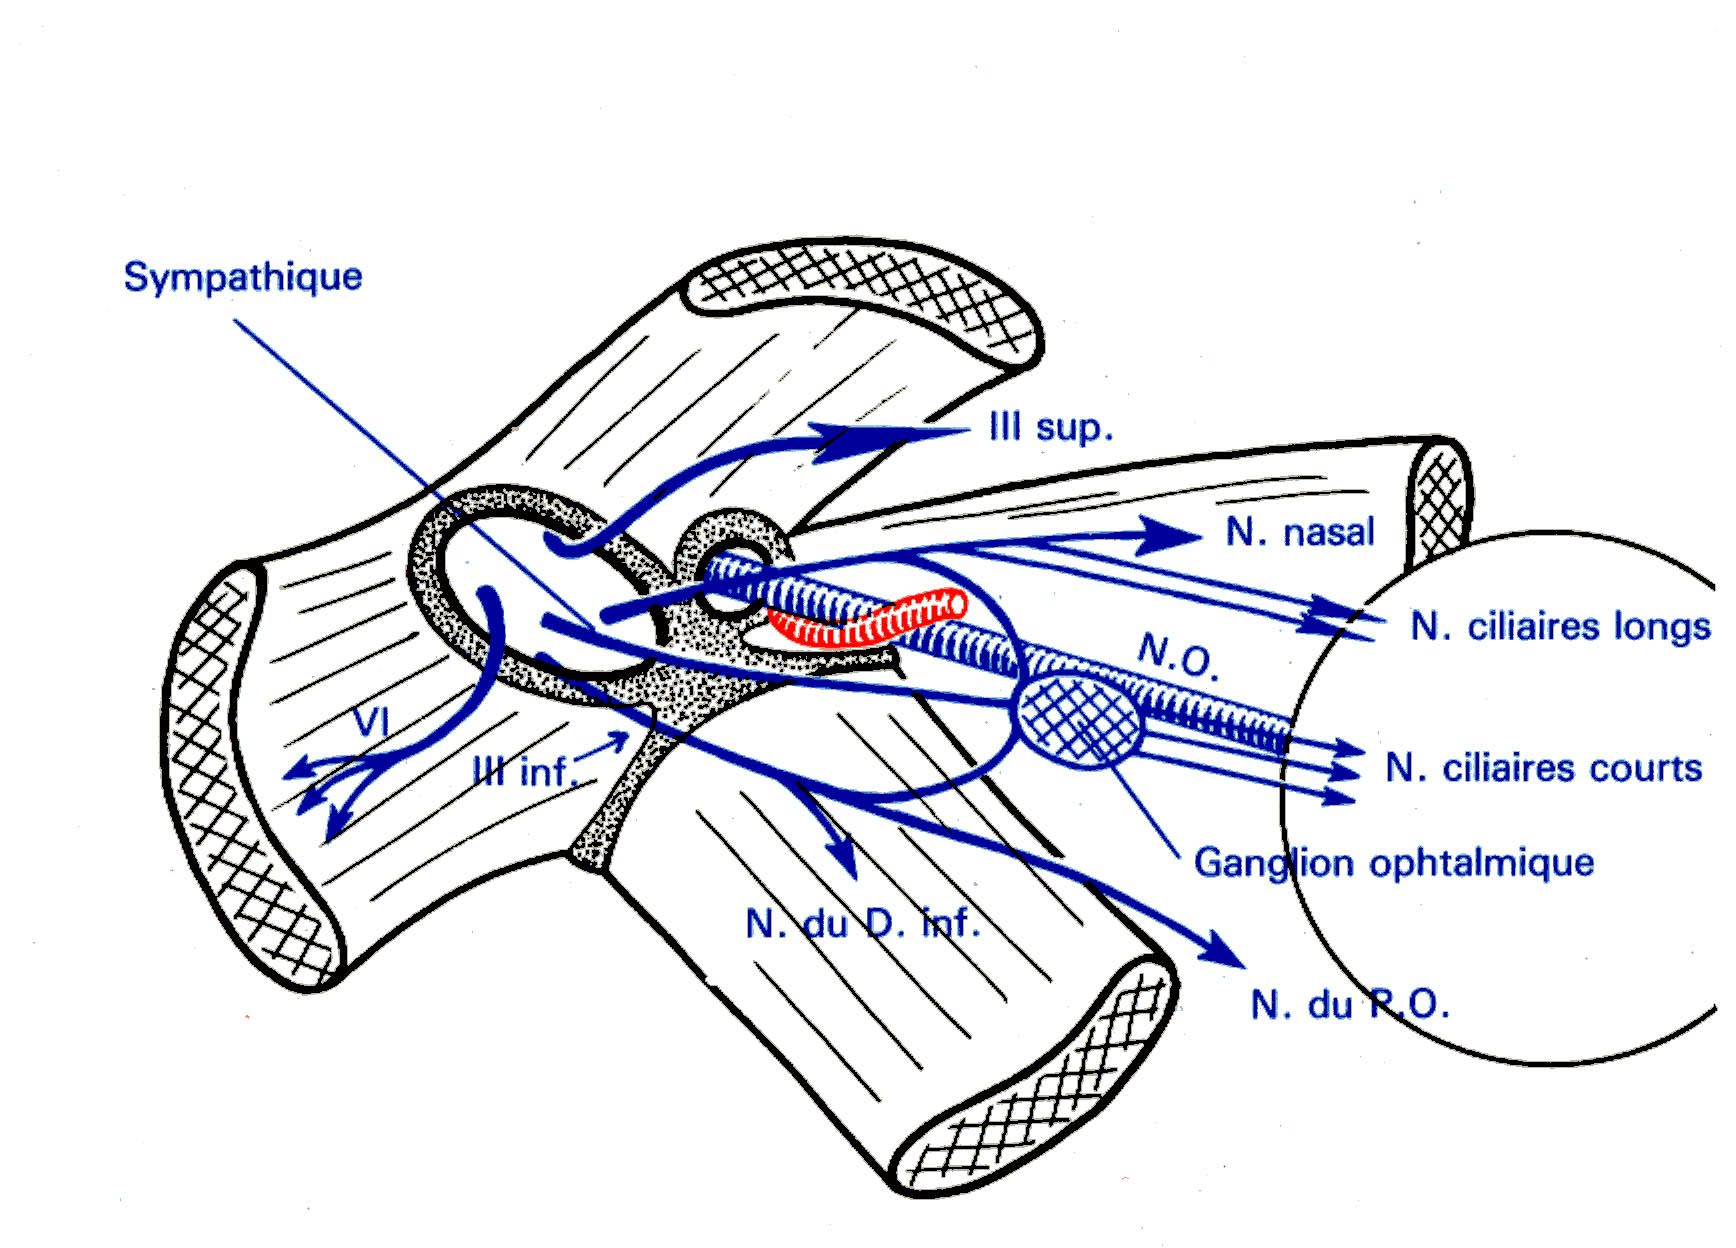 Sympathique
III sup.
N. nasal
N. ciliaires longs
N.O.
VI
III inf.
N. ciliaires courts
Ganglion ophtalmique
N. du D. inf.
N. du P.O.